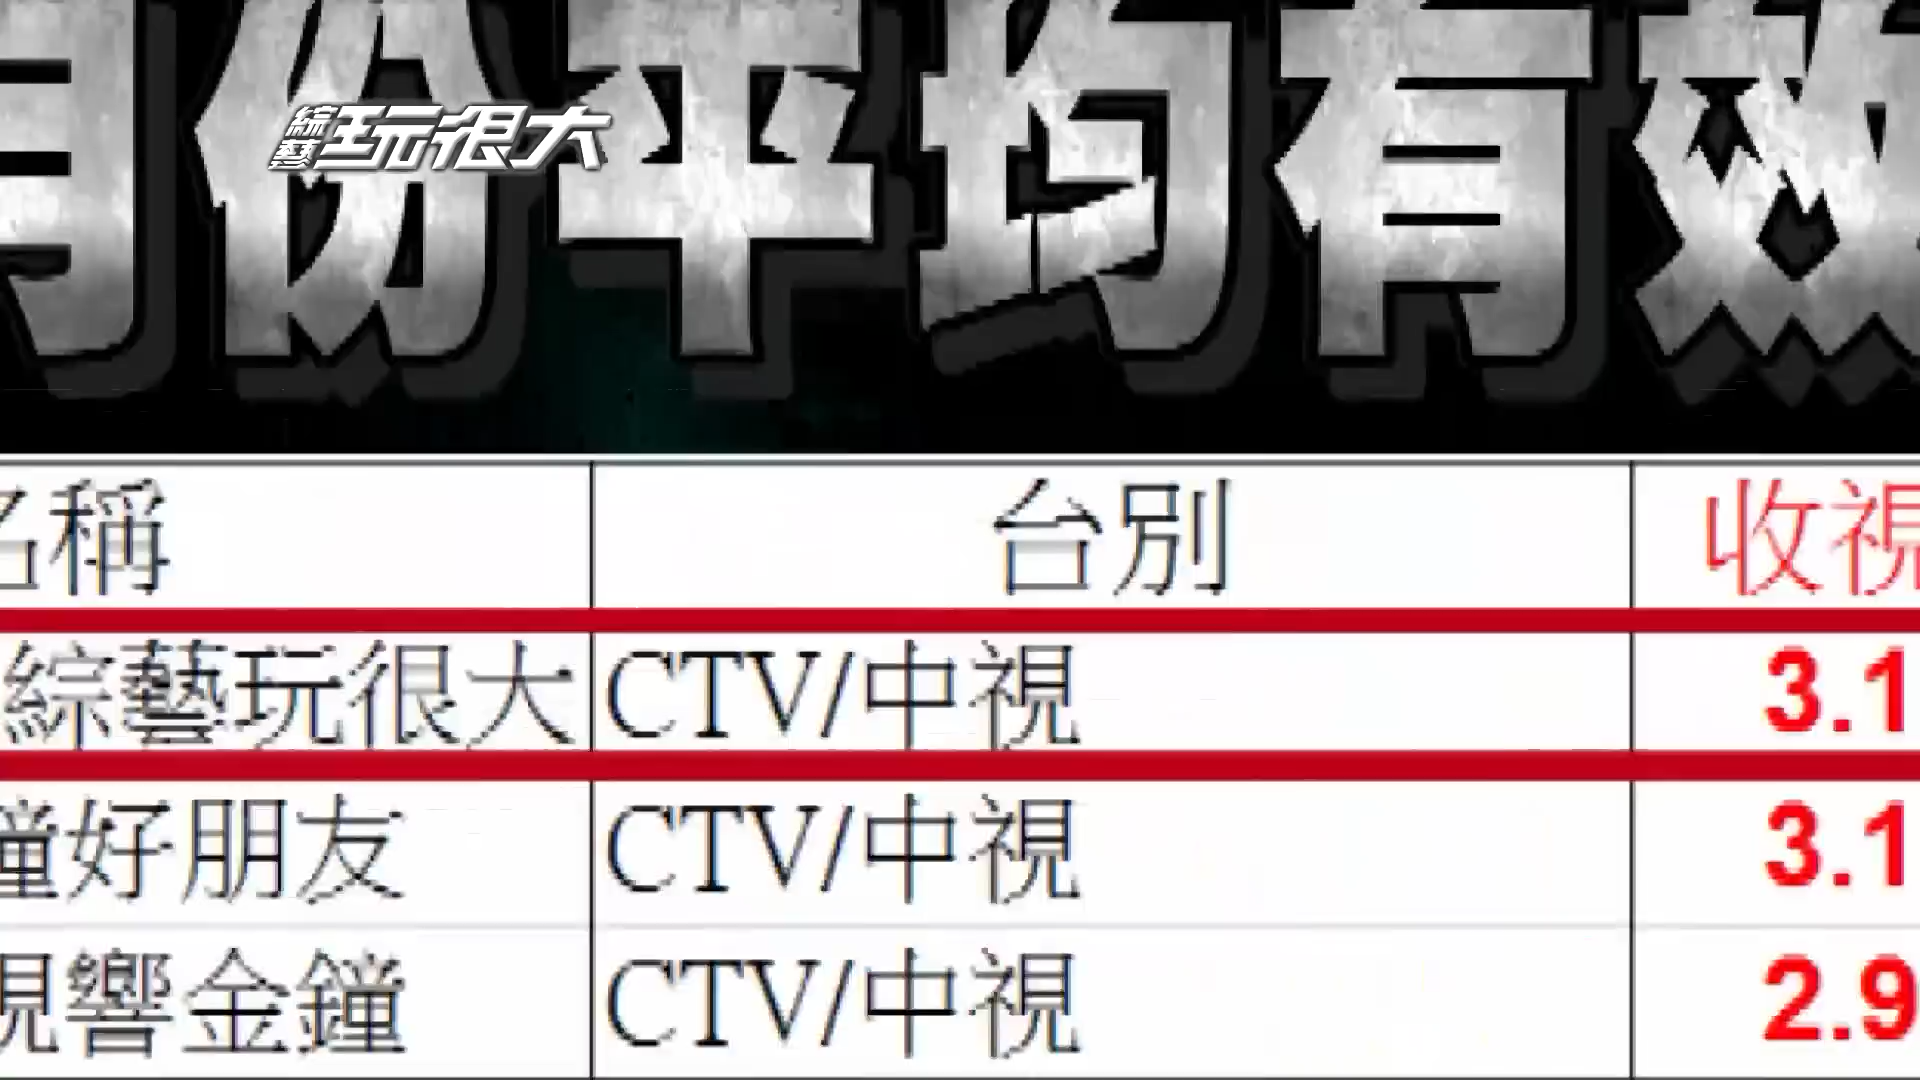 月份平均有效
綜藝玩很大
名稱 台別 收視
綜藝玩很大 CTV/中視 3.1
鐘好朋友 CTV/中視 3.1
視響金鐘 CTV/中視 2.9